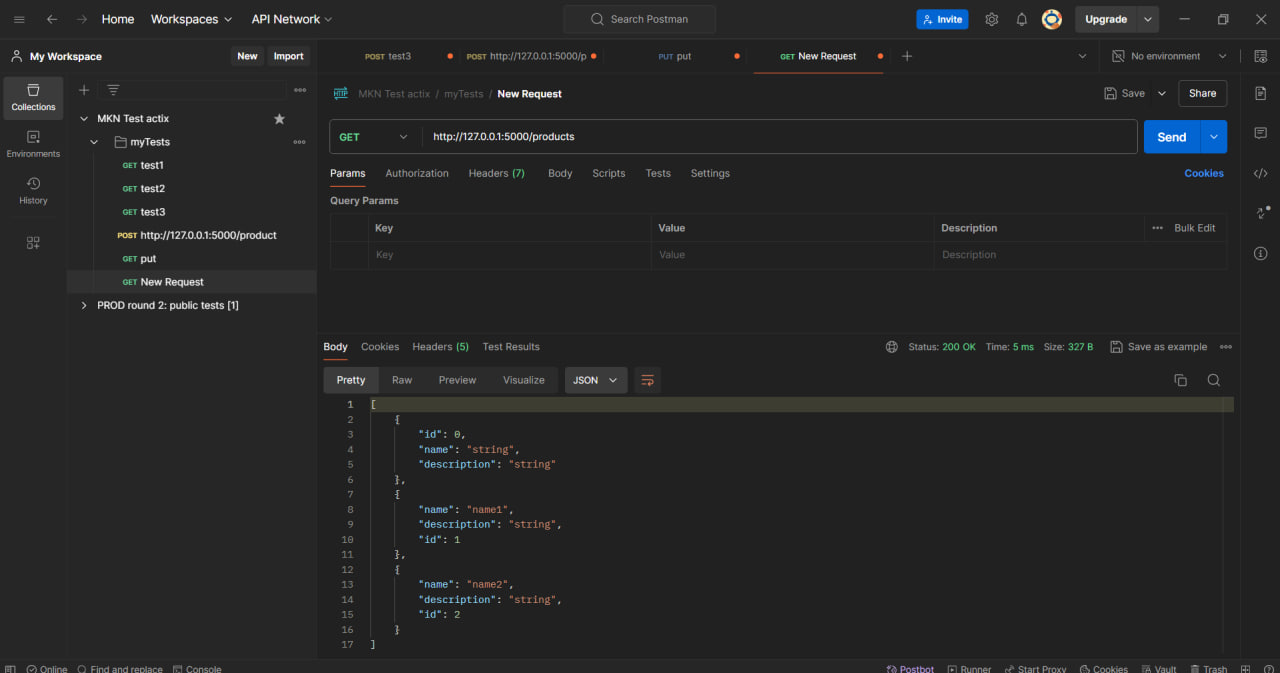 Home Workspaces API Network Search Postman Invite Upgrade
My Workspace New Import
POST test3 POST http://127.0.0.1:5000/p PUT put GET New Request No environment
Collections
Environments
History
MKN Test actix
myTests
GET test1
GET test2
GET test3
POST http://127.0.0.1:5000/product
GET put
GET New Request
PROD round 2: public tests [1]
HTTP MKN Test actix / myTests / New Request Save Share
GET http://127.0.0.1:5000/products Send
Params Authorization Headers (7) Body Scripts Tests Settings Cookies
Query Params
Key Value Description Bulk Edit
Key Value Description
Body Cookies Headers (5) Test Results Status: 200 OK Time: 5 ms Size: 327 B Save as example
Pretty Raw Preview Visualize JSON
1 [
2 {
3 "id": 0,
4 "name": "string",
5 "description": "string"
6 },
7 {
8 "name": "name1",
9 "description": "string",
10 "id": 1
11 },
12 {
13 "name": "name2",
14 "description": "string",
15 "id": 2
16 }
17 ]
Online Find and replace Console Postbot Runner Start Proxy Cookies Vault Trash